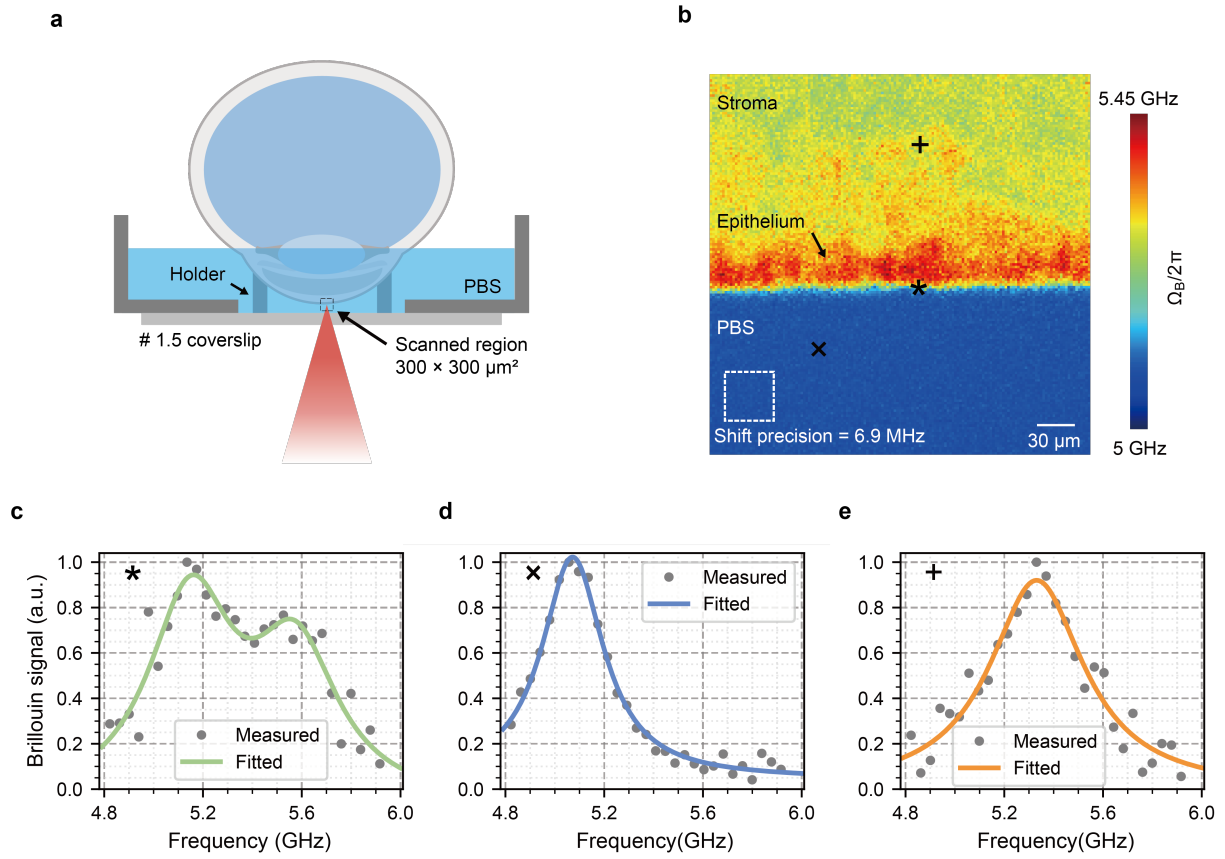 a
Holder
PBS
# 1.5 coverslip
Scanned region
300 × 300 µm²
b
Stroma
+
Epithelium
*
PBS
×
Shift precision = 6.9 MHz
30 µm
5.45 GHz
Ω_B/2π
5 GHz
c
Brillouin signal (a.u.)
1.0
0.8
0.6
0.4
0.2
0.0
*
Measured
Fitted
4.8
5.2
5.6
6.0
Frequency (GHz)
d
1.0
0.8
0.6
0.4
0.2
0.0
×
Measured
Fitted
4.8
5.2
5.6
6.0
Frequency(GHz)
e
1.0
0.8
0.6
0.4
0.2
0.0
+
Measured
Fitted
4.8
5.2
5.6
6.0
Frequency(GHz)